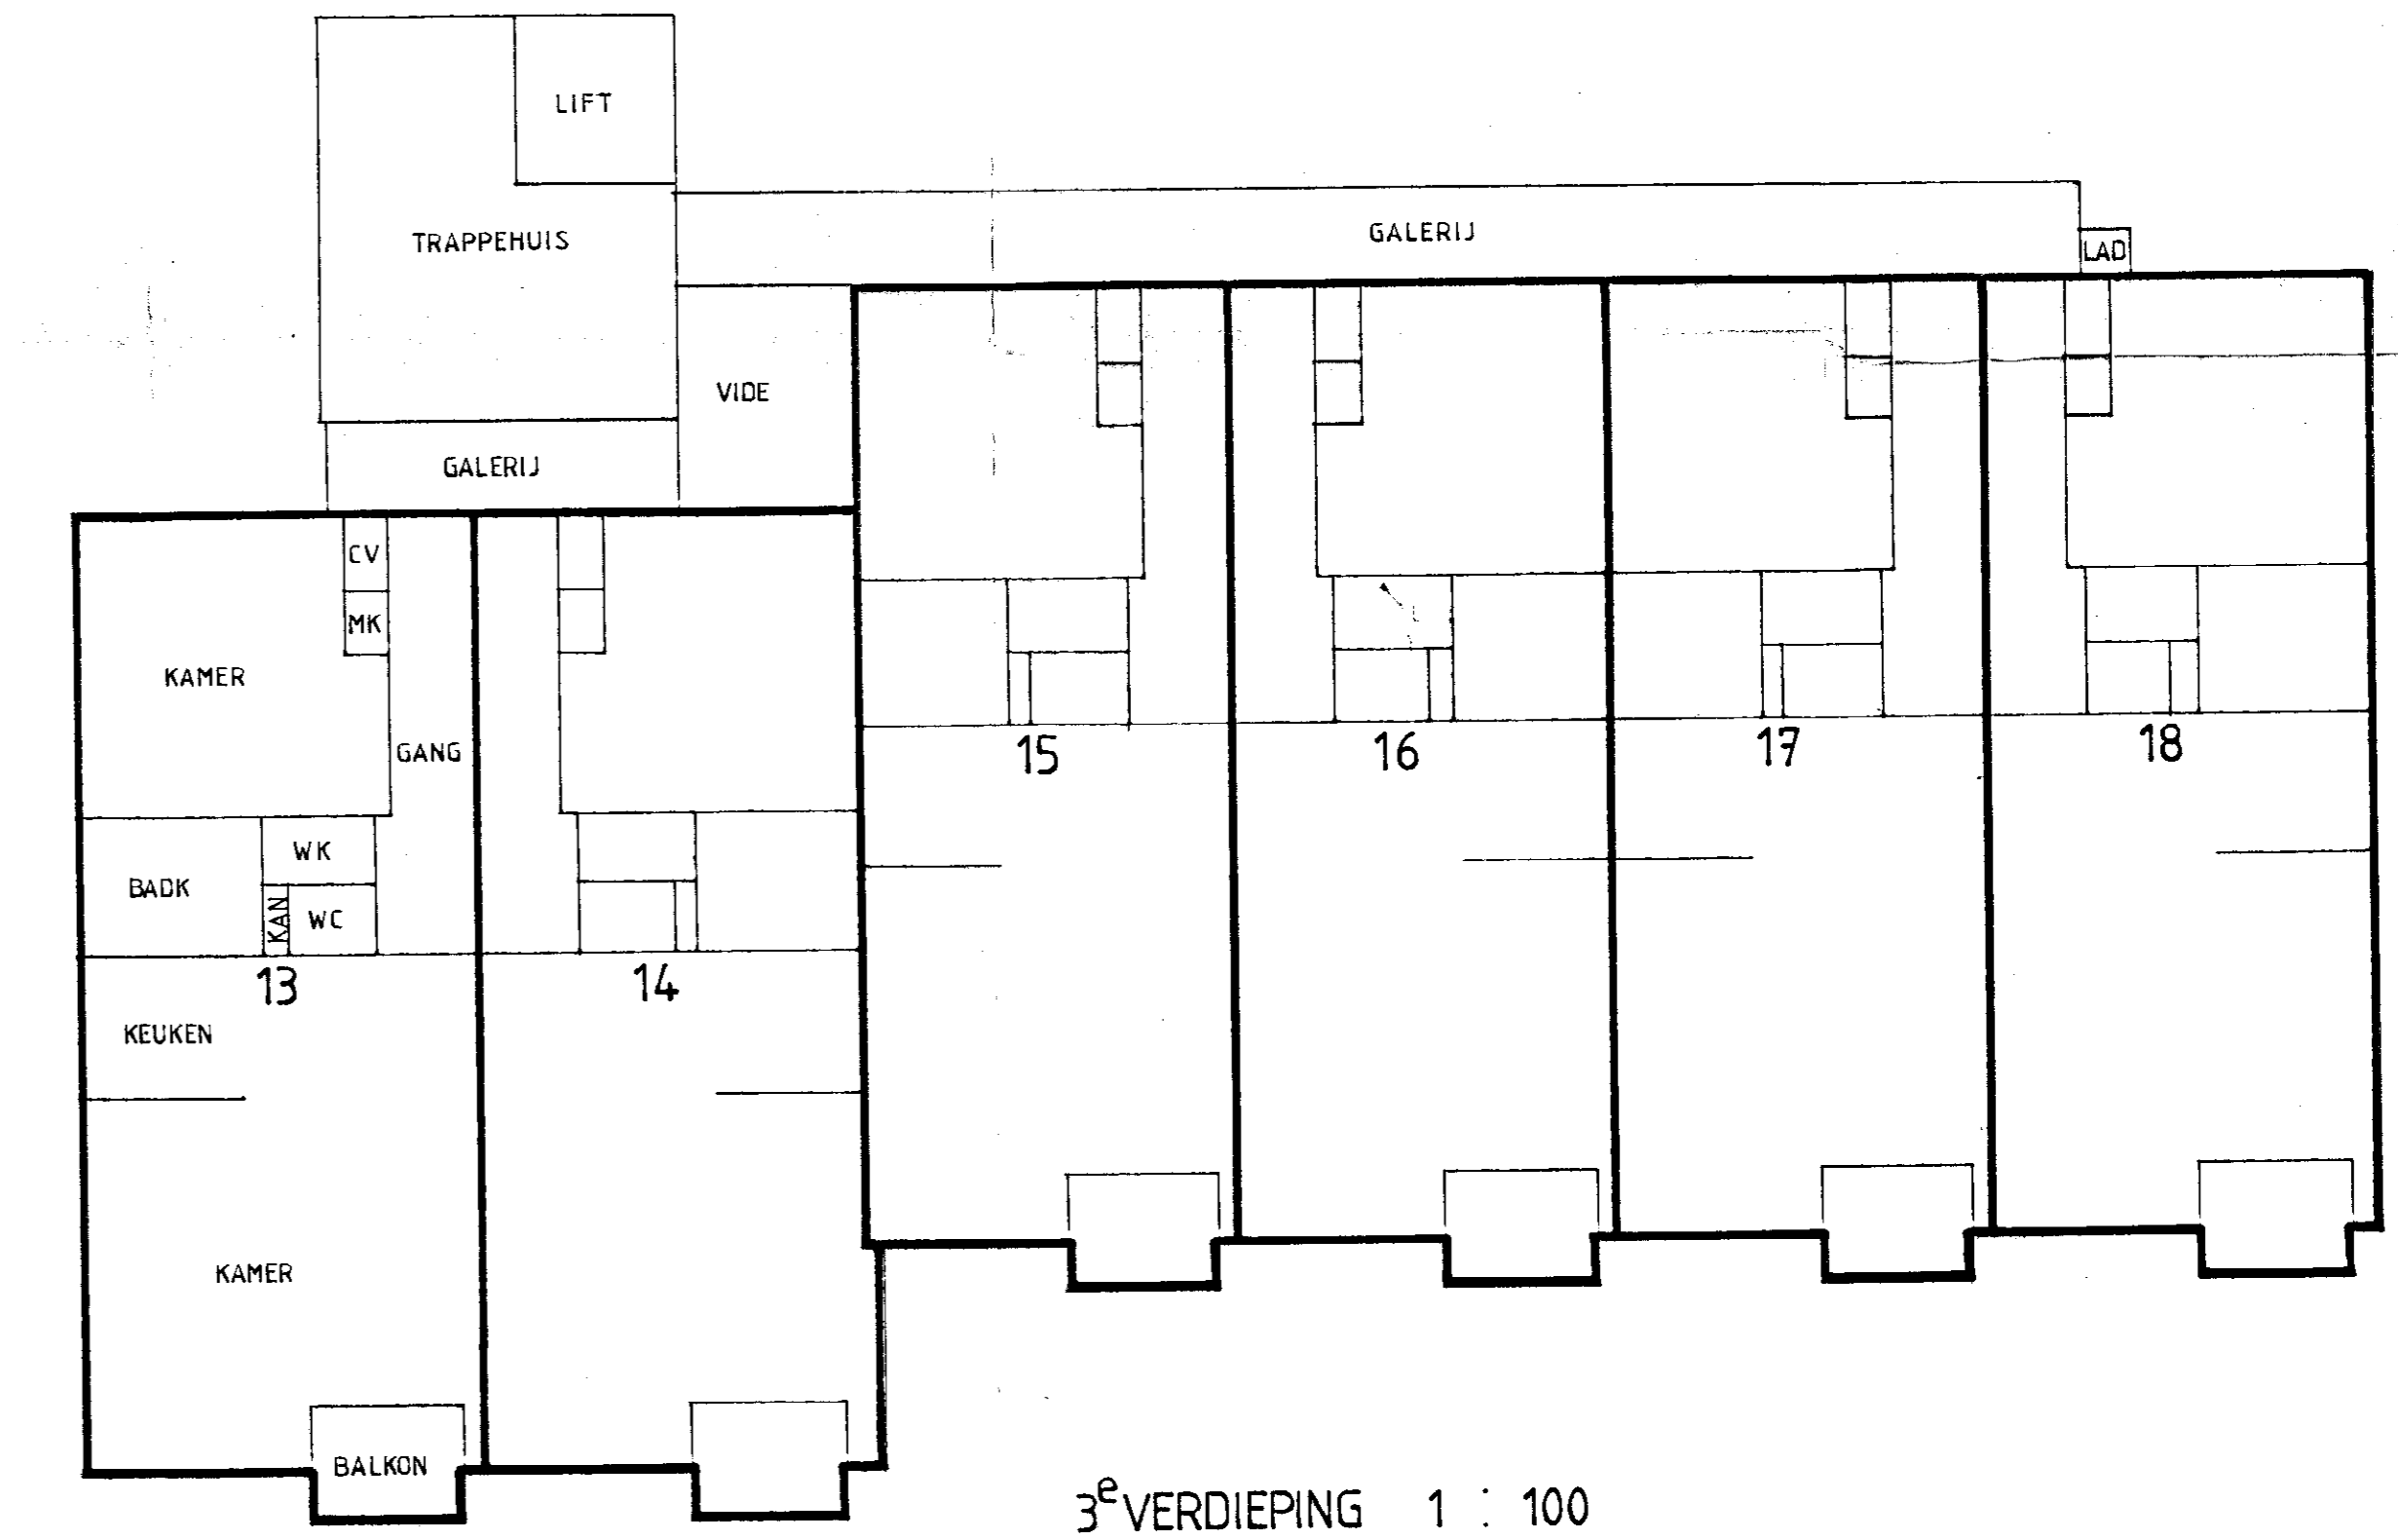 LIFT
TRAPPEHUIS
GALERIJ
LAD
VIDE
GALERIJ
CV
MK
KAMER
GANG
15
16
17
18
WK
BADK
KAN
WC
13
14
KEUKEN
KAMER
BALKON
3e VERDIEPING 1 : 100